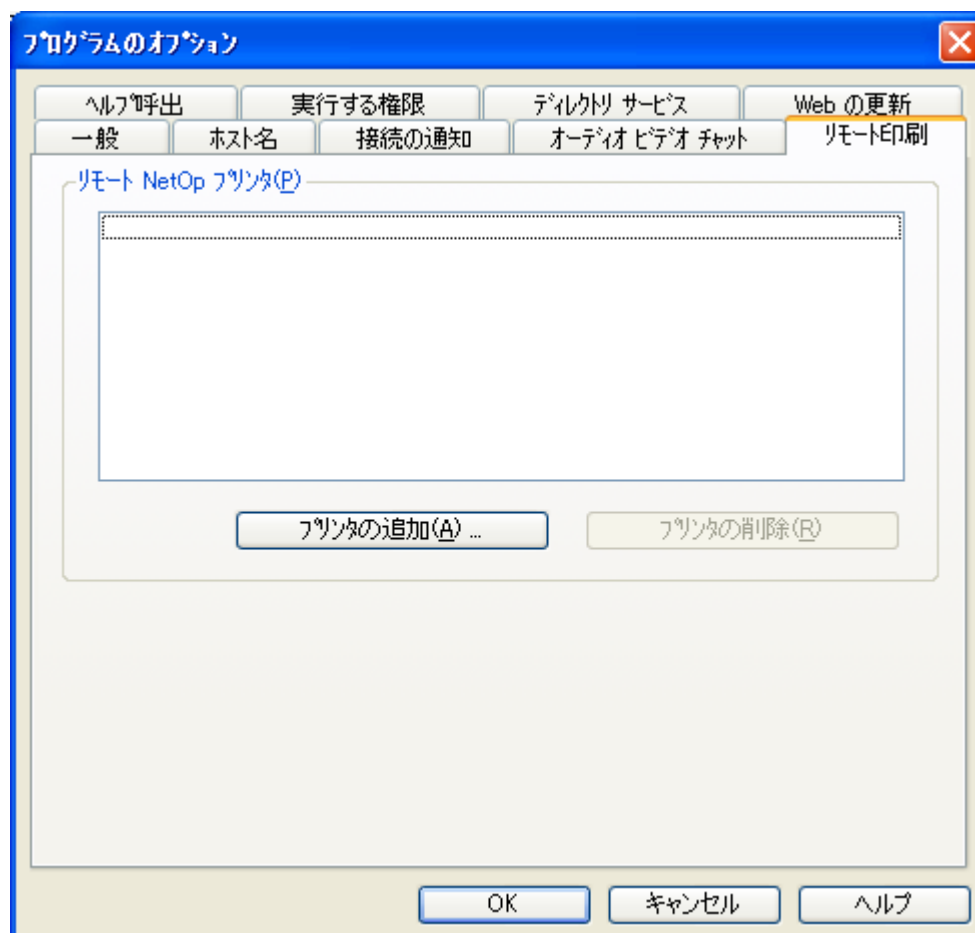 プログラムのオプション
ヘルプ呼出 実行する権限 ディレクトリ サービス Web の更新
一般 ホスト名 接続の通知 オーディオ ビデオ チャット リモート印刷
リモート NetOp プリンタ(P)
プリンタの追加(A) ... プリンタの削除(R)
OK キャンセル ヘルプ